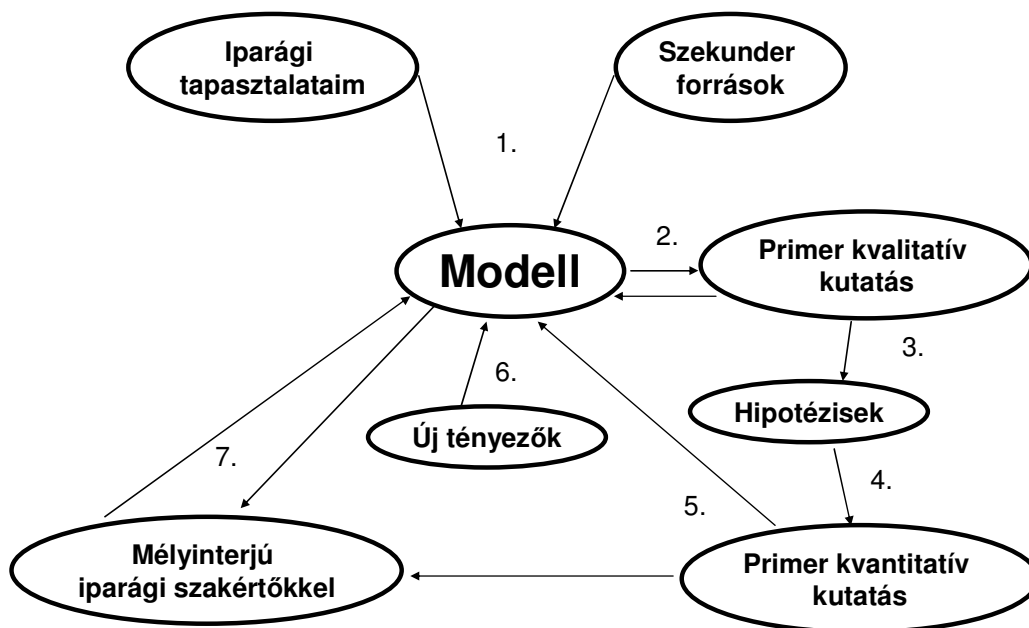 Iparági
tapasztalataim
Szekunder
források
1.
Modell
2.
Primer kvalitatív
kutatás
3.
Hipotézisek
6.
Új tényezők
7.
4.
5.
Mélyinterjú
iparági szakértőkkel
Primer kvantitatív
kutatás